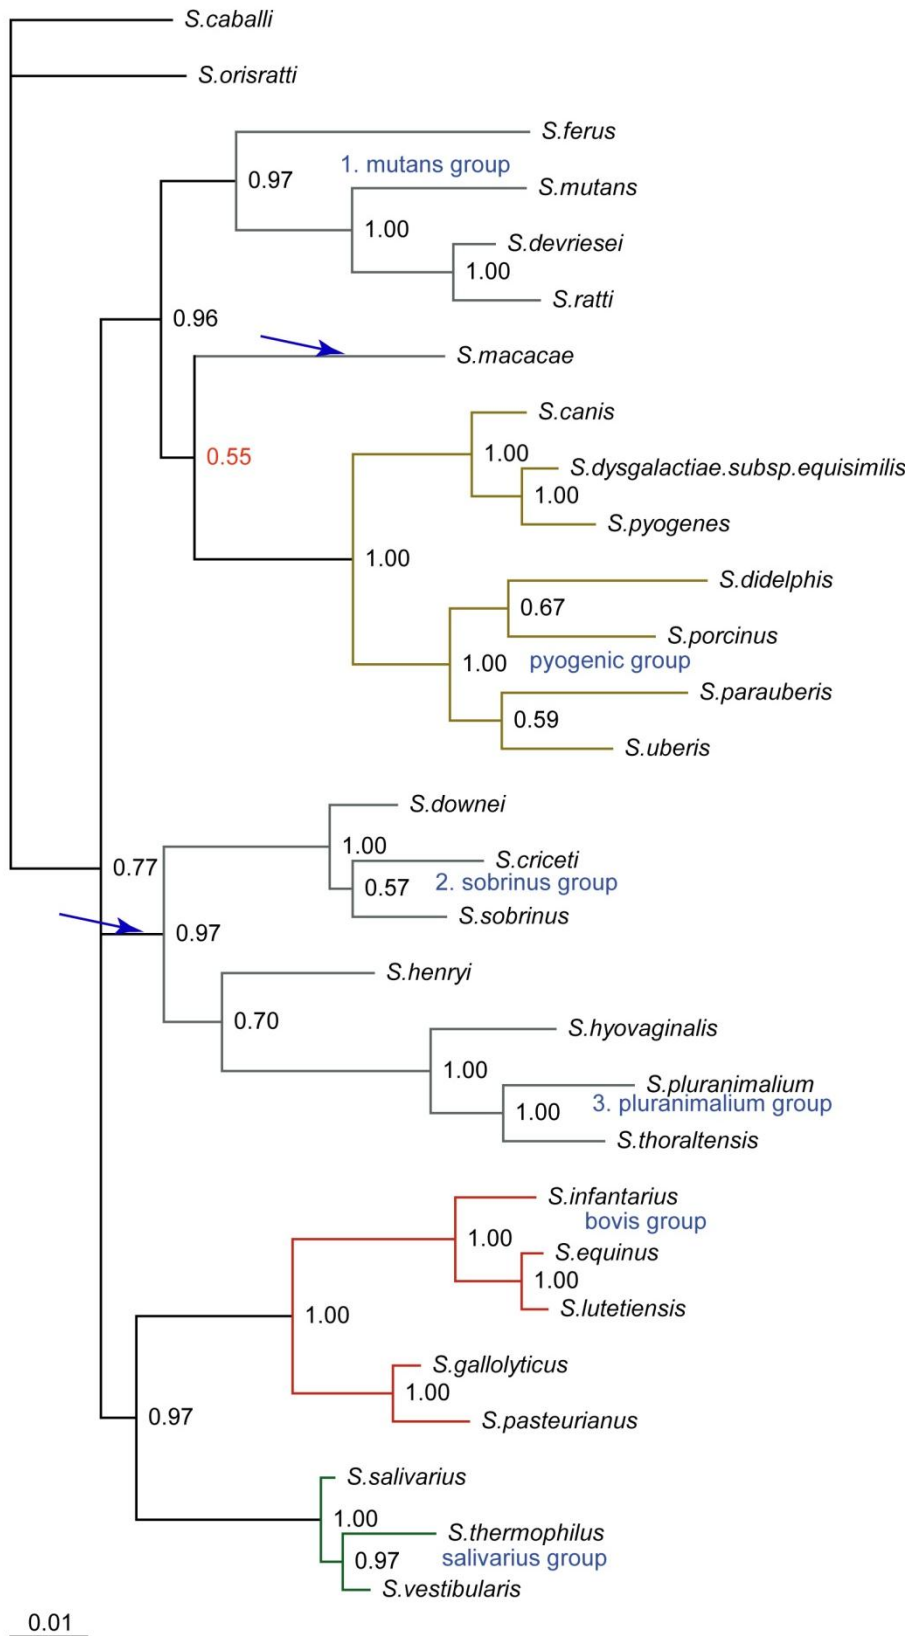 S.caballi
S.orisratti
S.ferus
1. mutans group
0.97
S.mutans
1.00
S.devriesei
1.00
S.ratti
0.96
S.macacae
S.canis
0.55
1.00
S.dysgalactiae.subsp.equisimilis
1.00
S.pyogenes
1.00
S.didelphis
0.67
S.porcinus
1.00
pyogenic group
S.parauberis
0.59
S.uberis
S.downei
1.00
S.criceti
0.77
0.57
2. sobrinus group
S.sobrinus
0.97
S.henryi
0.70
S.hyovaginalis
1.00
S.pluranimalium
3. pluranimalium group
1.00
S.thoraltensis
S.infantarius
bovis group
1.00
S.equinus
1.00
S.lutetiensis
1.00
S.gallolyticus
1.00
0.97
S.pasteurianus
S.salivarius
1.00
S.thermophilus
0.97
salivarius group
S.vestibularis
0.01